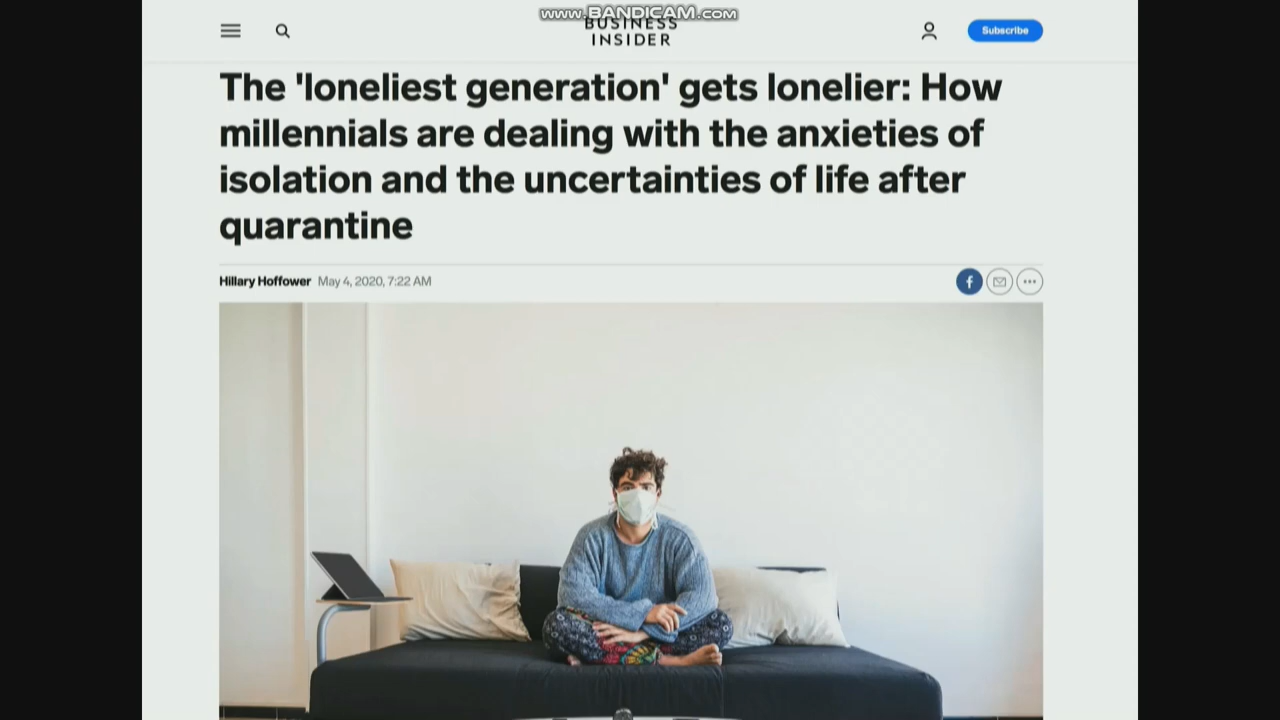 www.BANDICAM.com
BUSINESS
INSIDER
Subscribe
The 'loneliest generation' gets lonelier: How
millennials are dealing with the anxieties of
isolation and the uncertainties of life after
quarantine
Hillary Hoffower May 4, 2020, 7:22 AM
f